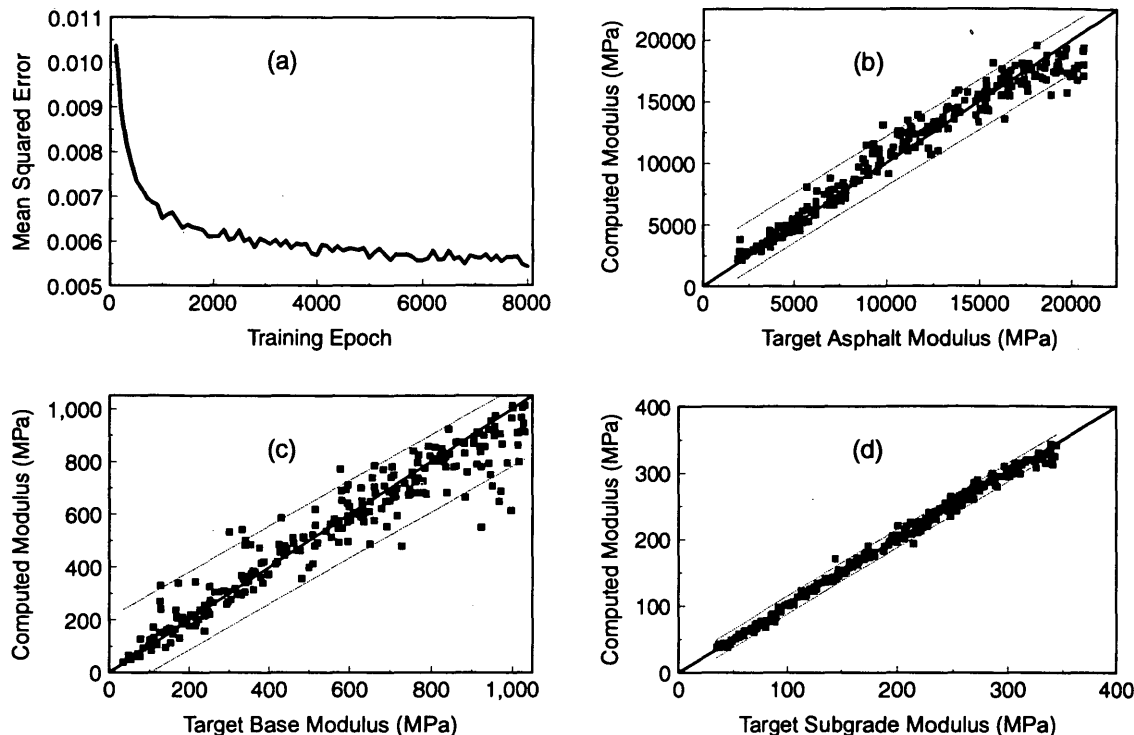 (a)
Mean Squared Error
0.011
0.010
0.009
0.008
0.007
0.006
0.005
0 2000 4000 6000 8000
Training Epoch
(b)
Computed Modulus (MPa)
20000
15000
10000
5000
0
0 5000 10000 15000 20000
Target Asphalt Modulus (MPa)
(c)
Computed Modulus (MPa)
1,000
800
600
400
200
0
0 200 400 600 800 1,000
Target Base Modulus (MPa)
(d)
Computed Modulus (MPa)
400
300
200
100
0
0 100 200 300 400
Target Subgrade Modulus (MPa)